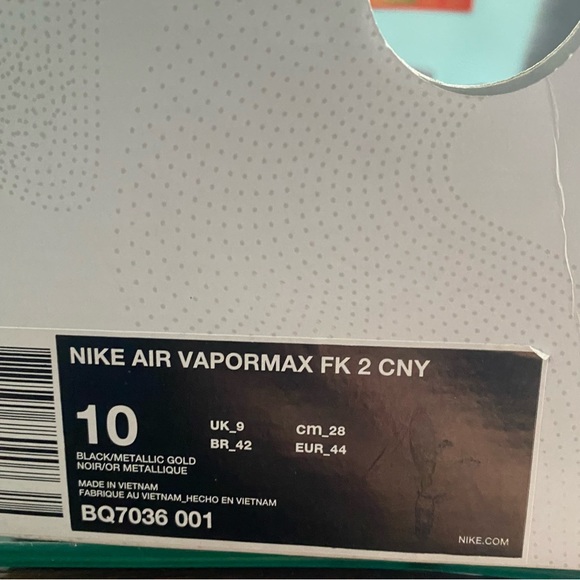 NIKE AIR VAPORMAX FK 2 CNY
10
UK_9 cm_28
BR_42 EUR_44
BLACK/METALLIC GOLD
NOIR/OR METALLIQUE
MADE IN VIETNAM
FABRIQUE AU VIETNAM_HECHO EN VIETNAM
BQ7036 001
NIKE.COM